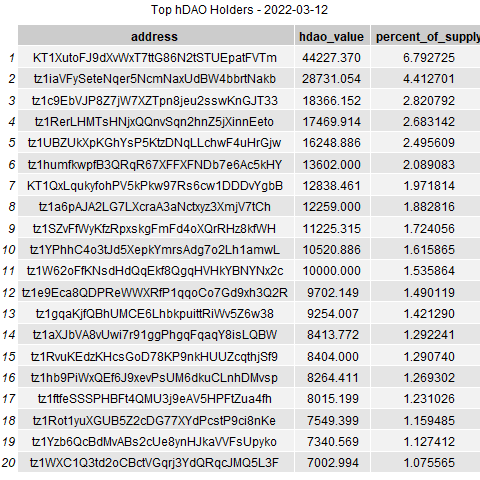 Top hDAO Holders - 2022-03-12
address hdao_value percent_of_supply
1 KT1XutoFJ9dXvWxT7ttG86N2tSTUEpatFVTm 44227.370 6.792725
2 tz1iaVFySeteNqer5NcmNaxUdBW4bbrtNakb 28731.054 4.412701
3 tz1c9EbVJP8Z7jW7XZTpn8jeu2sswKnGJT33 18366.152 2.820792
4 tz1RerLHMTsHNjxQQnvSqn2hnZ5jXinnEeto 17469.914 2.683142
5 tz1UBZUkXpKGhYsP5KtzDNqLLchwF4uHrGjw 16248.886 2.495609
6 tz1humfkwpfB3QRqR67XFFXFNDb7e6Ac5kHY 13602.000 2.089083
7 KT1QxLqukyfohPV5kPkw97Rs6cw1DDDvYgbB 12838.461 1.971814
8 tz1a6pAJA2LG7LXcraA3aNctxyz3XmjV7tCh 12259.000 1.882816
9 tz1SZvFfWyKfzRpxskgFmFd4oXQrRHz8kfWH 11225.315 1.724056
10 tz1YPhhC4o3tJd5XepkYmrsAdg7o2Lh1amwL 10520.886 1.615865
11 tz1W62oFfKNsdHdQqEkf8QgqHVHkYBNYNx2c 10000.000 1.535864
12 tz1e9Eca8QDPReWWXRfP1qqoCo7Gd9xh3Q2R 9702.149 1.490119
13 tz1gqaKjfQBhUMCE6LhbkpuittRiWv5Z6w38 9254.007 1.421290
14 tz1aXJbVA8vUwi7r91ggPhgqFqaqY8isLQBW 8413.772 1.292241
15 tz1RvuKEdzKHcsGoD78KP9nkHUUZcqthjSf9 8404.000 1.290740
16 tz1hb9PiWxQEf6J9xevPsUM6dkuCLnhDMvsp 8264.411 1.269302
17 tz1ftfeSSSPHBFt4QMU3j9eAV5HPFtZua4fh 8015.199 1.231026
18 tz1Rot1yuXGUB5Z2cDG77XYdPcstP9ci8nKe 7549.399 1.159485
19 tz1Yzb6QcBdMvABs2cUe8ynHJkaVVFsUpyko 7340.569 1.127412
20 tz1WXC1Q3td2oCBctVGqrj3YdQRqcJMQ5L3F 7002.994 1.075565